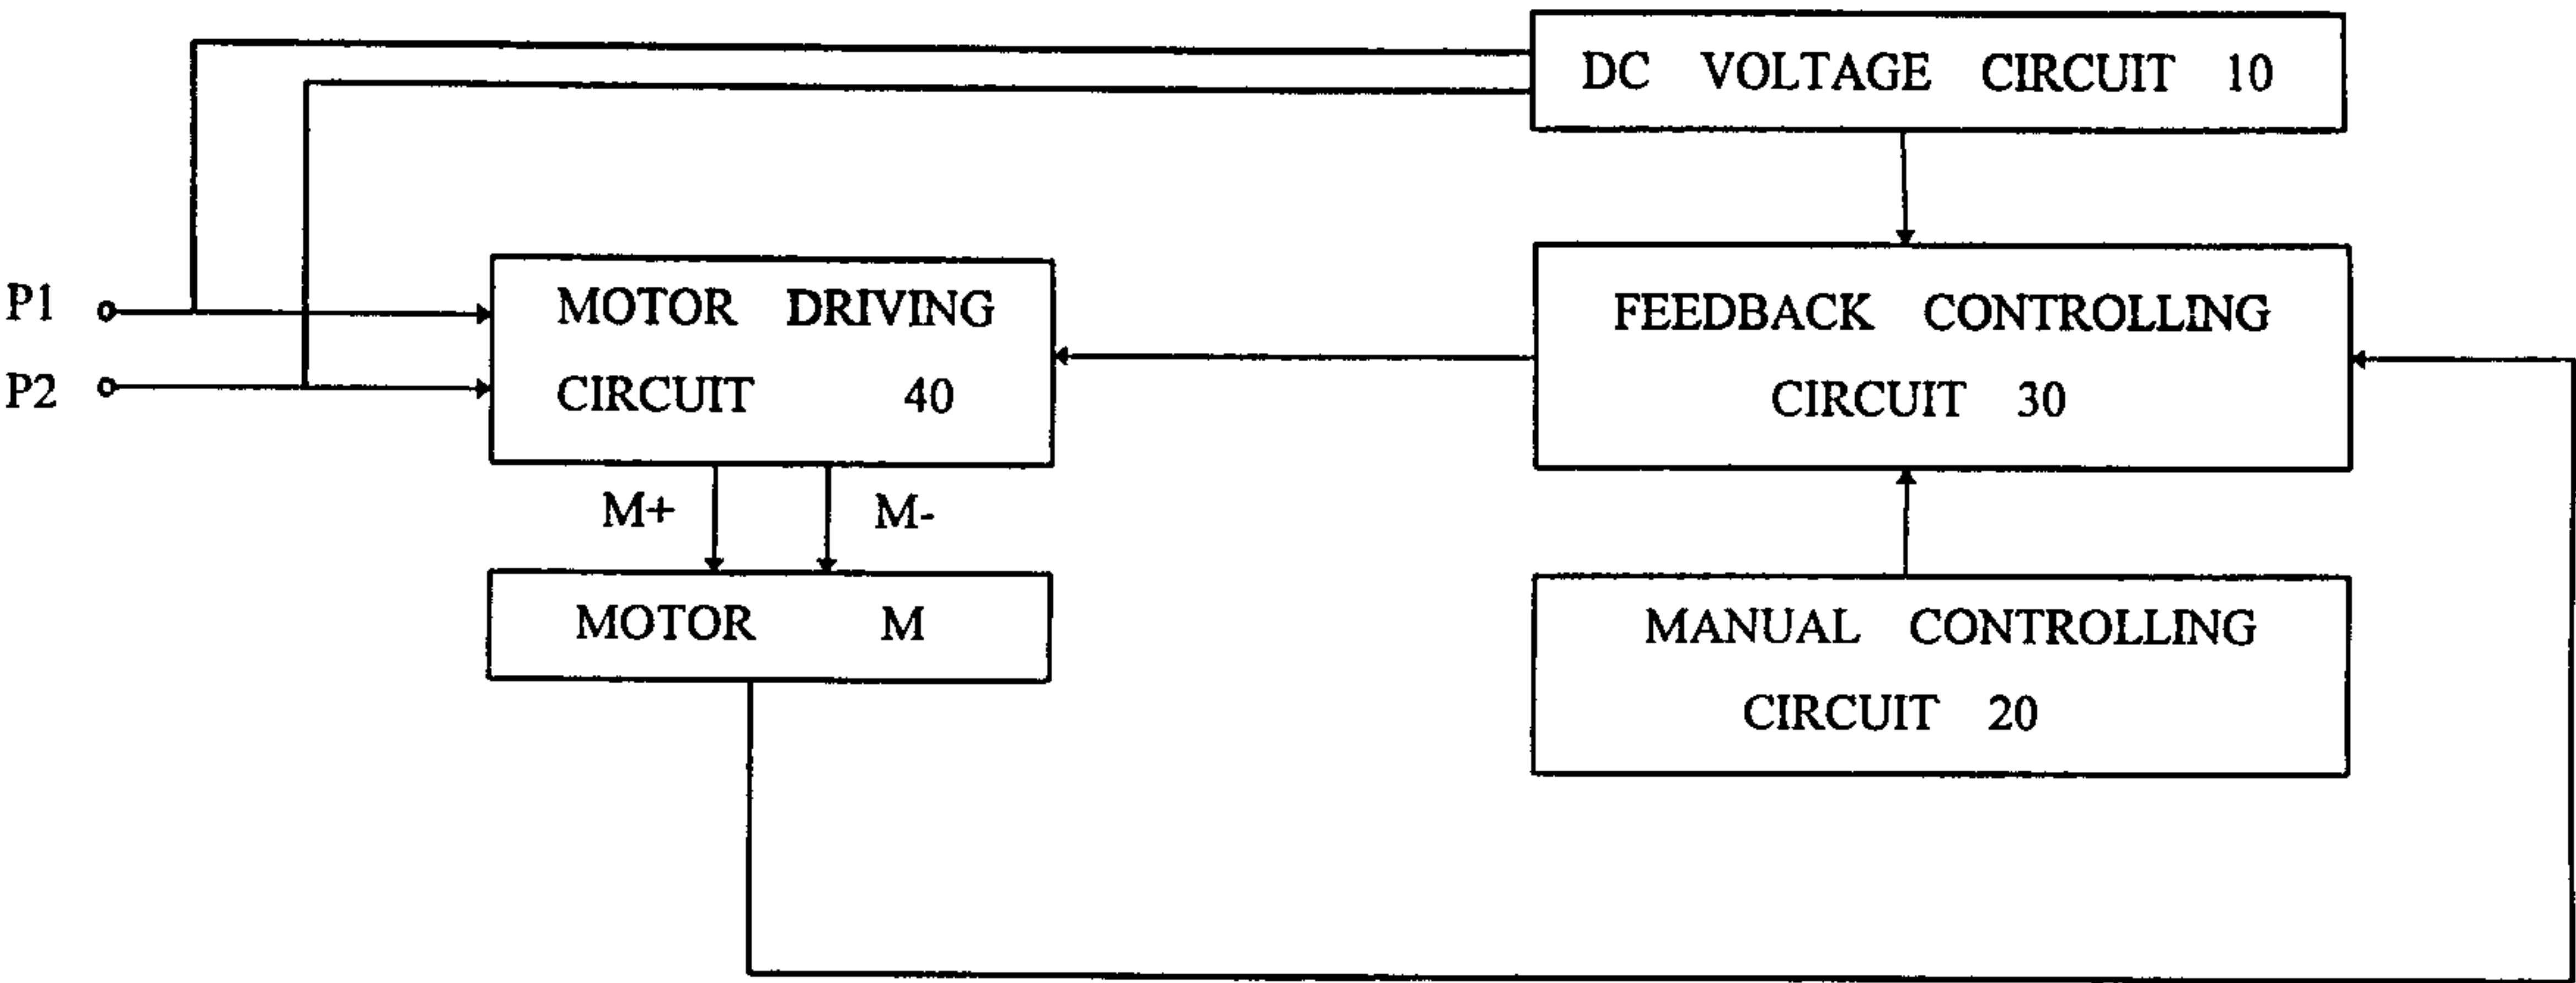 DC VOLTAGE CIRCUIT 10
P1
P2
MOTOR DRIVING
CIRCUIT 40
FEEDBACK CONTROLLING
CIRCUIT 30
M+
M-
MOTOR M
MANUAL CONTROLLING
CIRCUIT 20